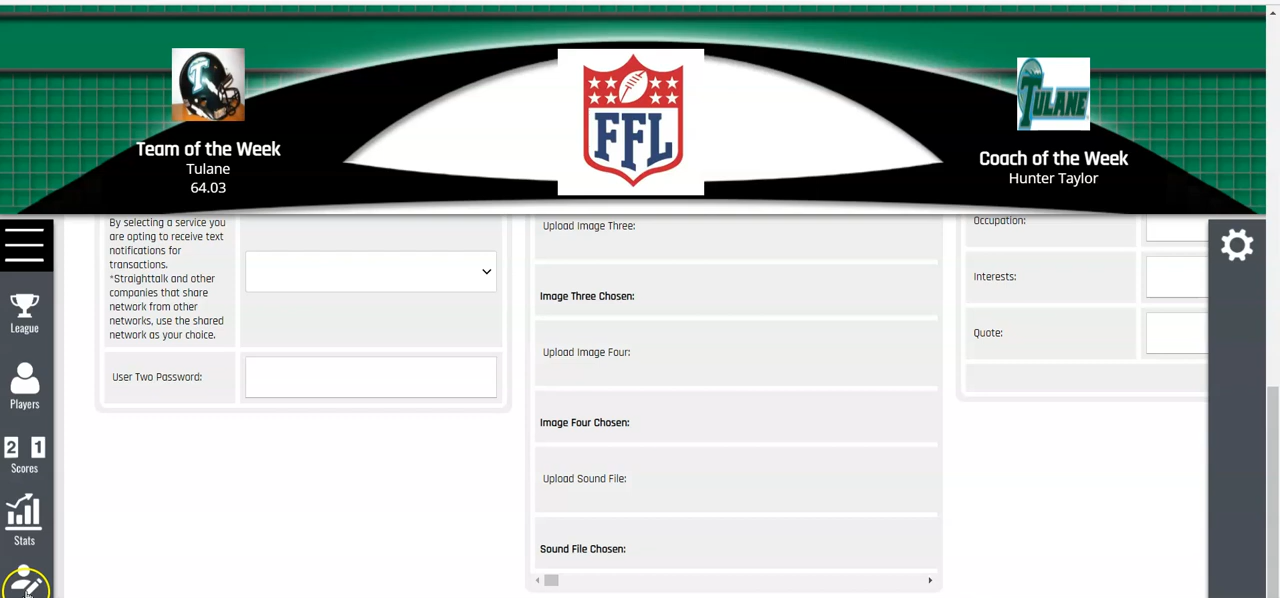 Team of the Week
Tulane
64.03
FFL
TULANE
Coach of the Week
Hunter Taylor
League
Players
2 1
Scores
Stats
By selecting a service you
are opting to receive text
notifications for
transactions.
*Straighttalk and other
companies that share
network from other
networks, use the shared
network as your choice.
User Two Password:
Upload Image Three:
Image Three Chosen:
Upload Image Four:
Image Four Chosen:
Upload Sound File:
Sound File Chosen:
Occupation:
Interests:
Quote: